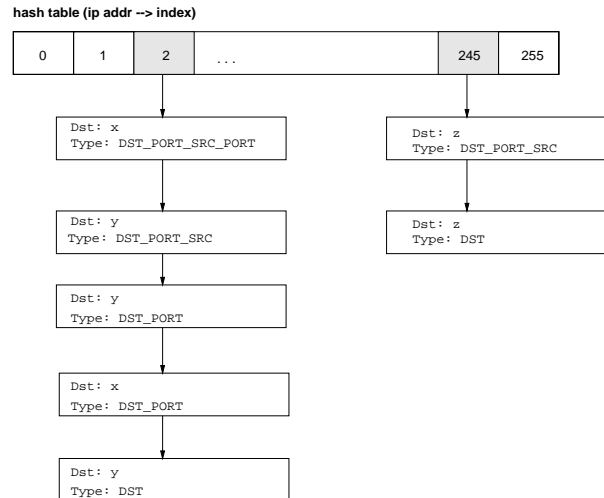 hash table (ip addr --> index)
0 1 2 ... 245 255
Dst: x
Type: DST_PORT_SRC_PORT
Dst: y
Type: DST_PORT_SRC
Dst: y
Type: DST_PORT
Dst: x
Type: DST_PORT
Dst: y
Type: DST
Dst: z
Type: DST_PORT_SRC
Dst: z
Type: DST